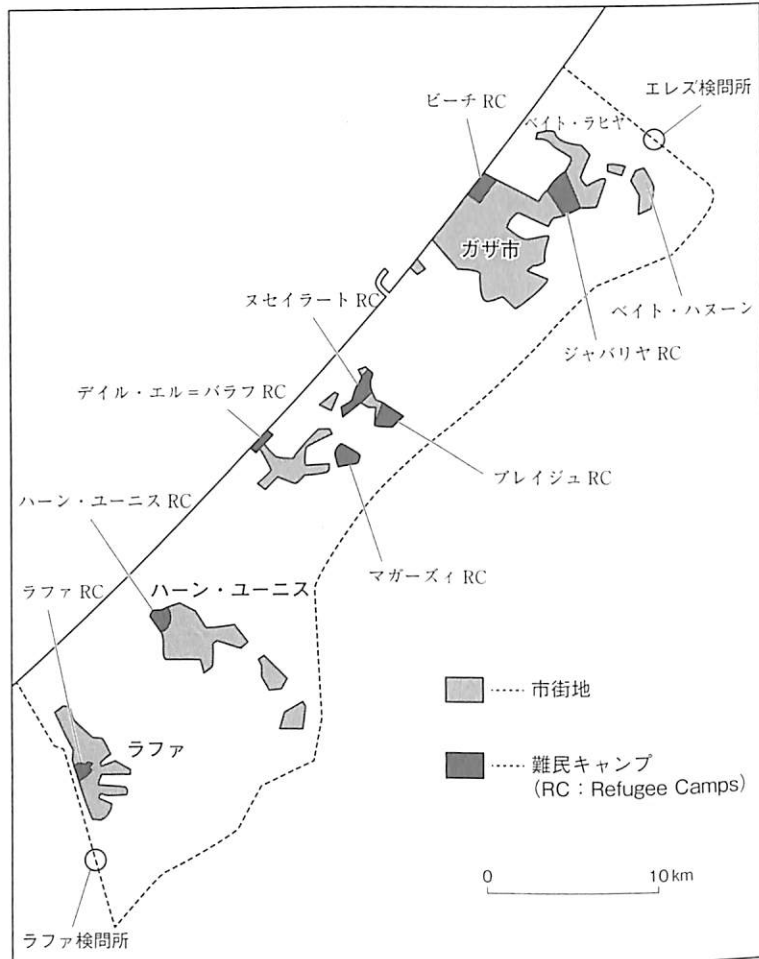 エレズ検問所
ビーチ RC
ベイト・ラヒヤ
ガザ市
ヌセイラート RC
ベイト・ハヌーン
ジャバリヤ RC
デイル・エル＝バラフ RC
ブレイジュ RC
ハーン・ユーニス RC
マガーズィ RC
ラファ RC
ハーン・ユーニス
市街地
ラファ
難民キャンプ
(RC：Refugee Camps)
0 10km
ラファ検問所